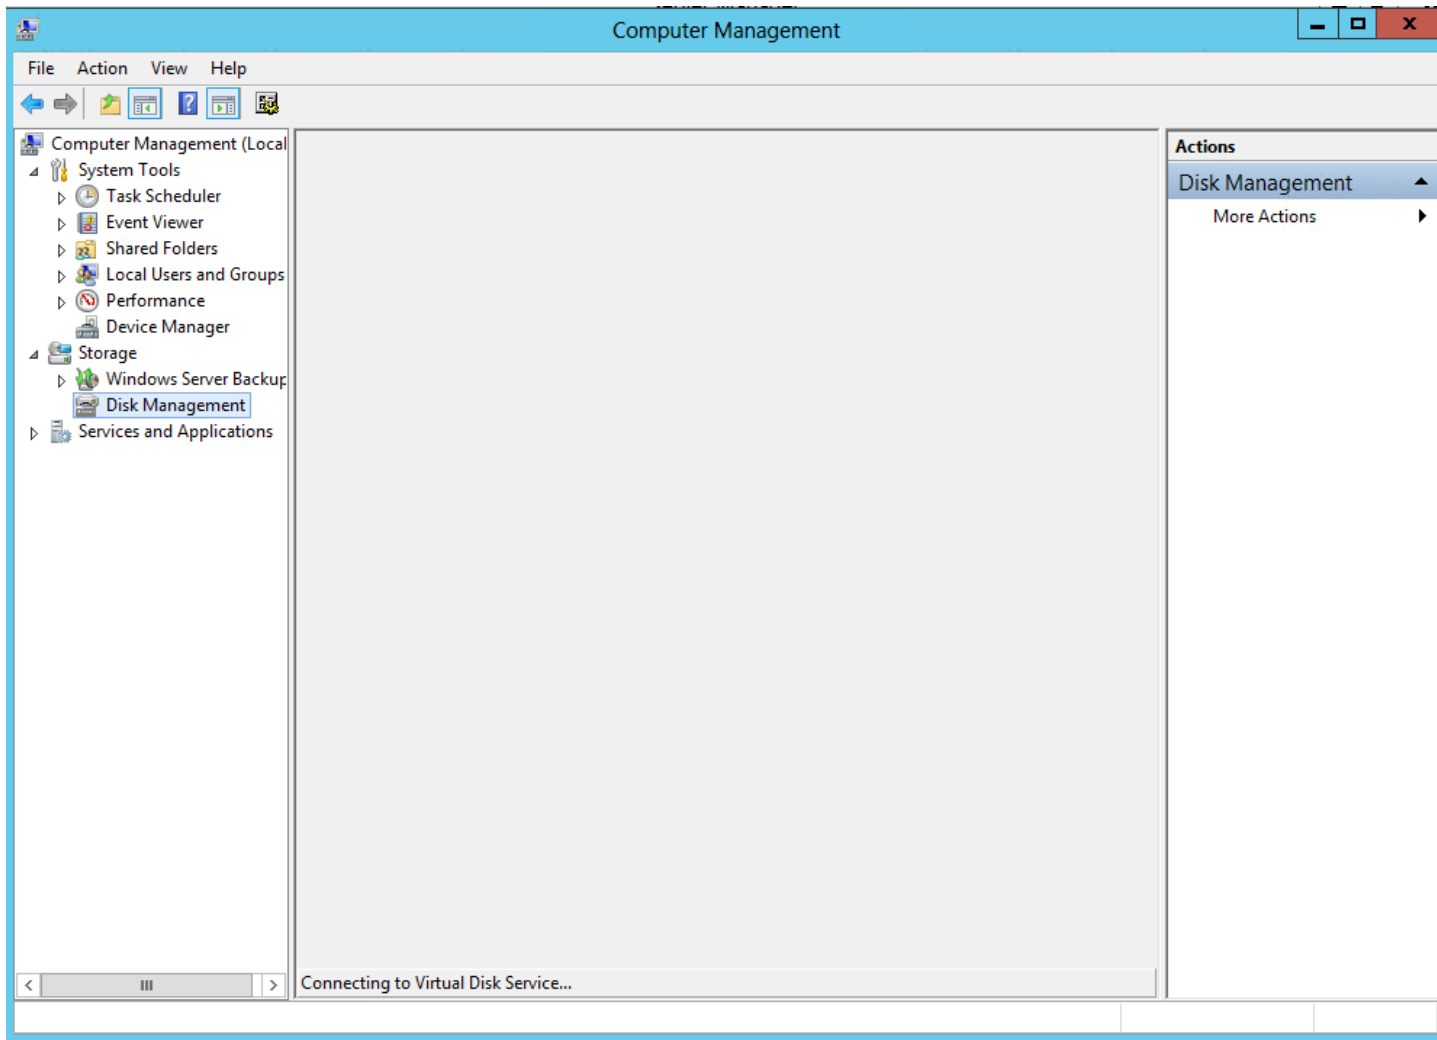 Computer Management
File Action View Help
Computer Management (Local
System Tools
Task Scheduler
Event Viewer
Shared Folders
Local Users and Groups
Performance
Device Manager
Storage
Windows Server Backup
Disk Management
Services and Applications
Connecting to Virtual Disk Service...
Actions
Disk Management
More Actions